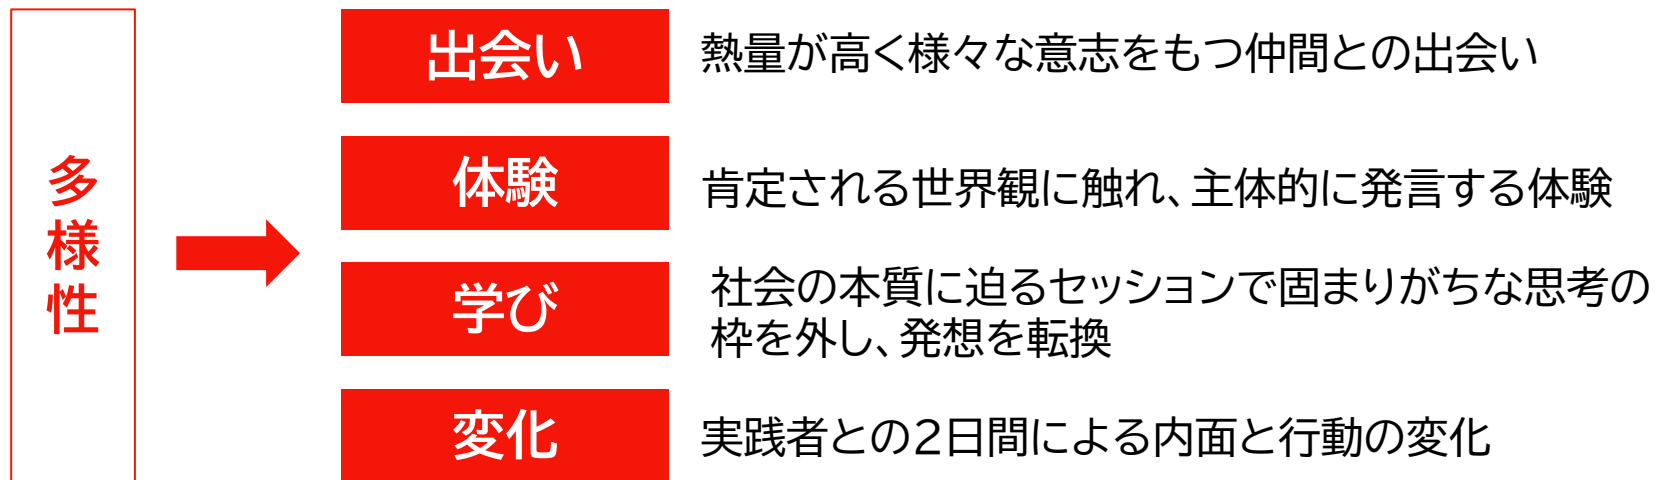 多様性
出会い
熱量が高く様々な意志をもつ仲間との出会い
体験
肯定される世界観に触れ、主体的に発言する体験
学び
社会の本質に迫るセッションで固まりがちな思考の
枠を外し、発想を転換
変化
実践者との2日間による内面と行動の変化